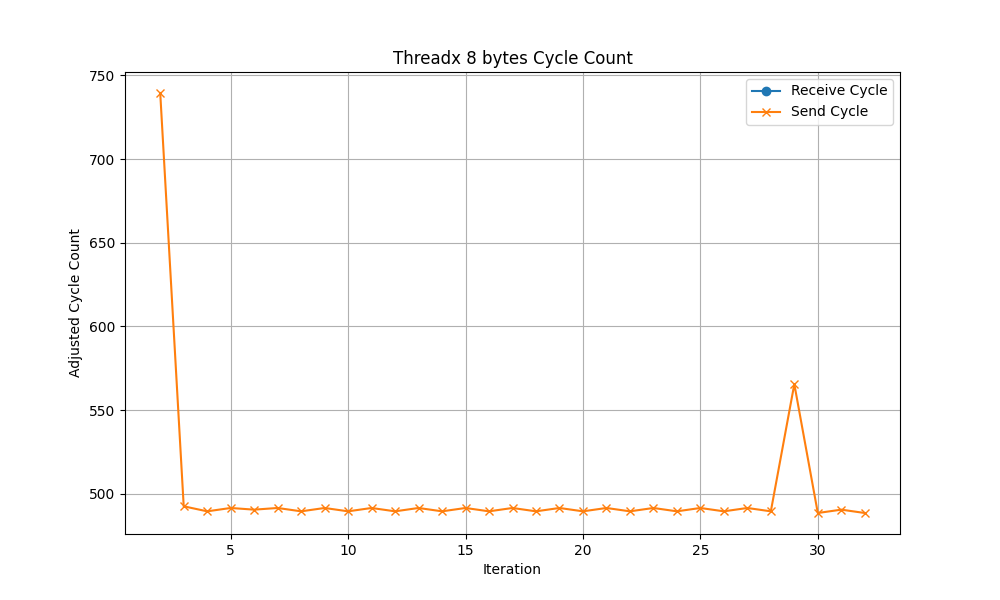 Threadx 8 bytes Cycle Count
Receive Cycle
Send Cycle
Adjusted Cycle Count
750
700
650
600
550
500
5 10 15 20 25 30
Iteration